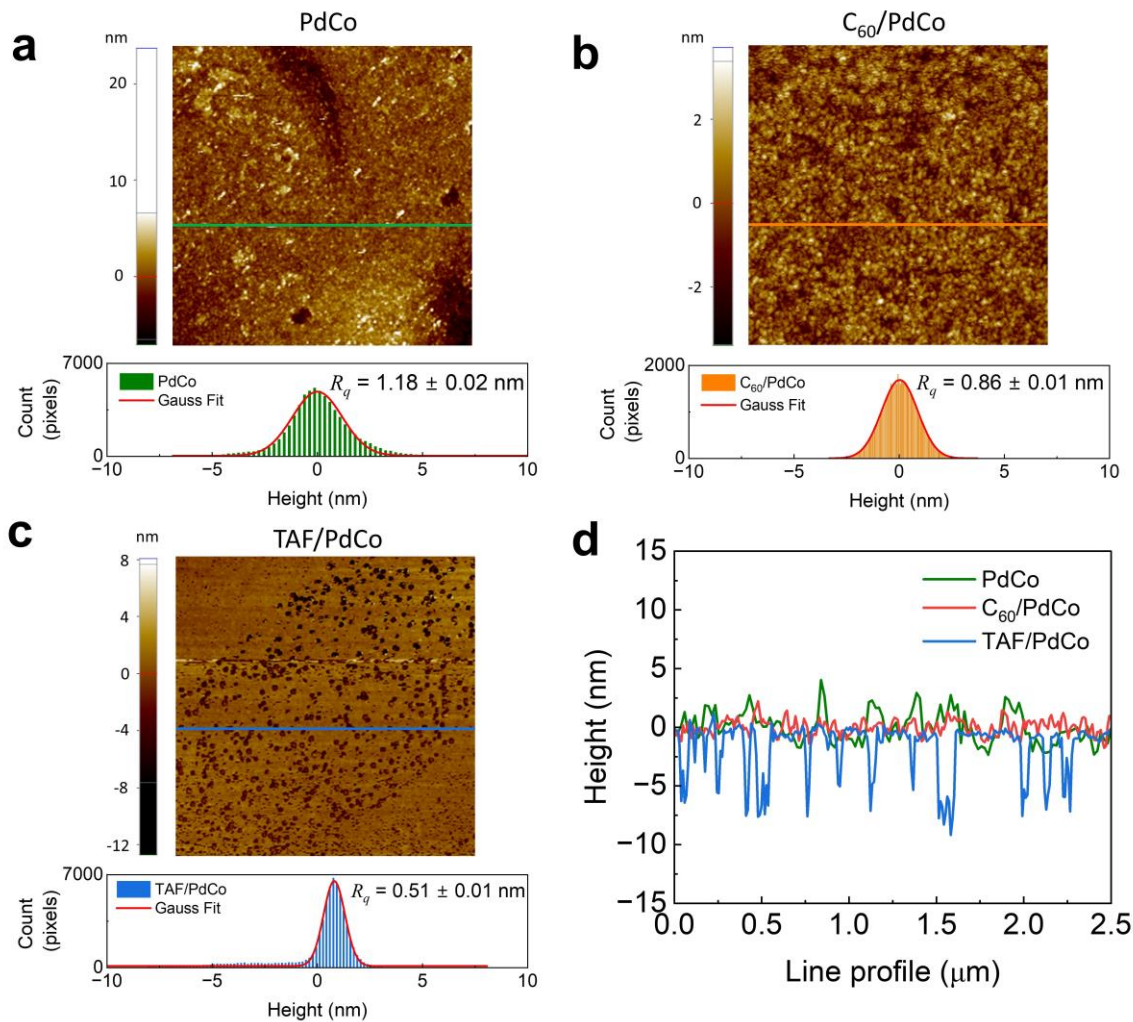 a
PdCo
nm
20
10
0
7000
Count
(pixels)
0
PdCo
Gauss Fit
R_q = 1.18 ± 0.02 nm
−10
−5
0
5
10
Height (nm)
b
C₆₀/PdCo
nm
2
0
-2
2000
Count
(pixels)
0
C₆₀/PdCo
Gauss Fit
R_q = 0.86 ± 0.01 nm
−10
−5
0
5
10
Height (nm)
c
TAF/PdCo
nm
8
4
0
-4
-8
-12
7000
Count
(pixels)
0
TAF/PdCo
Gauss Fit
R_q = 0.51 ± 0.01 nm
−10
−5
0
5
10
Height (nm)
d
15
10
5
0
−5
−10
−15
Height (nm)
PdCo
C₆₀/PdCo
TAF/PdCo
0.0
0.5
1.0
1.5
2.0
2.5
Line profile (μm)